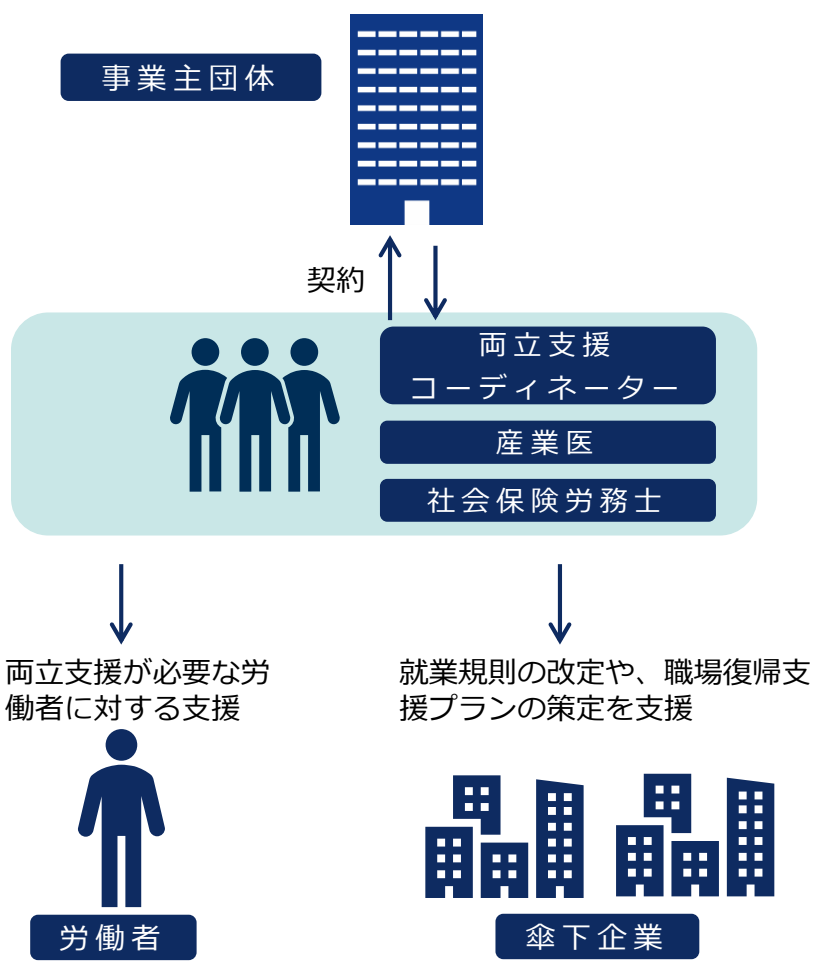 事業主団体
契約
両立支援
コーディネーター
産業医
社会保険労務士
両立支援が必要な労
働者に対する支援
就業規則の改定や、職場復帰支
援プランの策定を支援
労働者
傘下企業